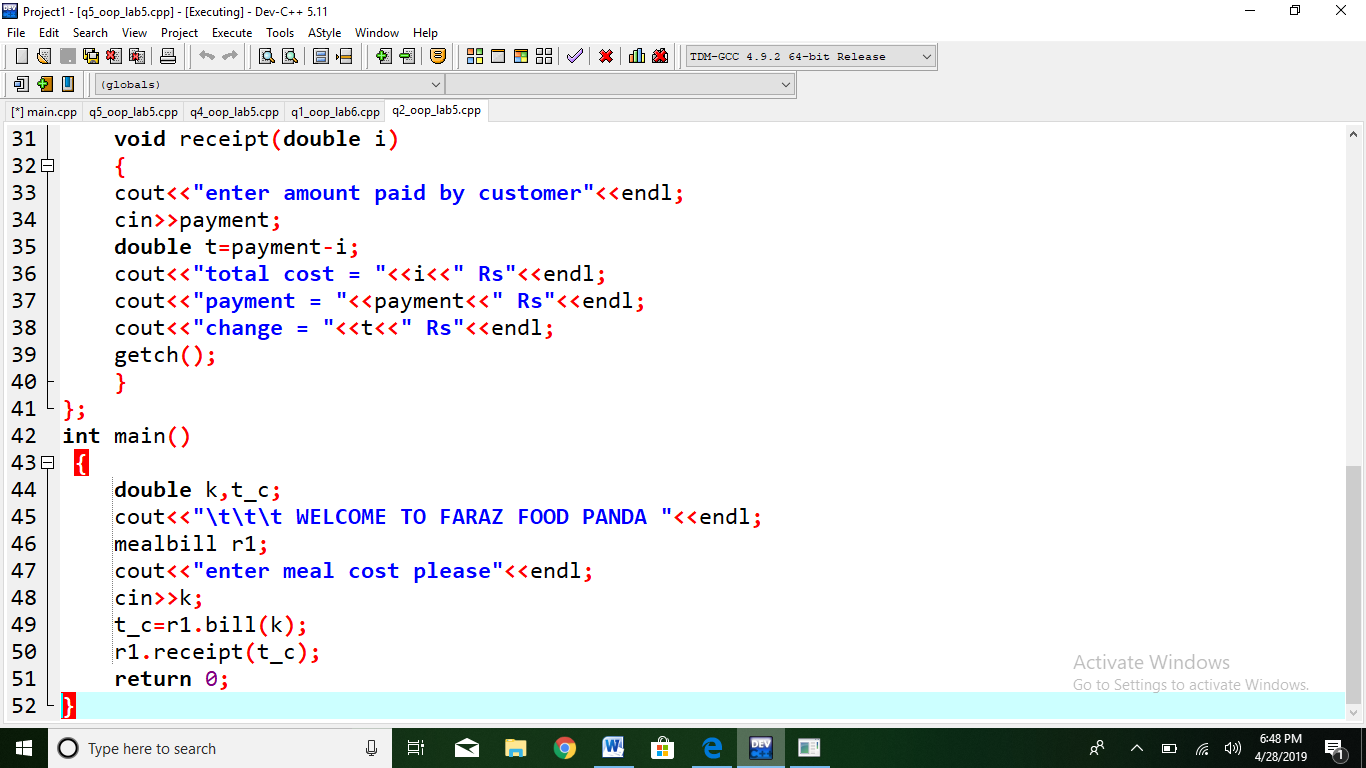 Project1 - [q5_oop_lab5.cpp] - [Executing] - Dev-C++ 5.11
File Edit Search View Project Execute Tools AStyle Window Help
TDM-GCC 4.9.2 64-bit Release
(globals)
[*] main.cpp q5_oop_lab5.cpp q4_oop_lab5.cpp q1_oop_lab6.cpp q2_oop_lab5.cpp
31 void receipt(double i)
32 {
33 cout<<"enter amount paid by customer"<<endl;
34 cin>>payment;
35 double t=payment-i;
36 cout<<"total cost = "<<i<<" Rs"<<endl;
37 cout<<"payment = "<<payment<<" Rs"<<endl;
38 cout<<"change = "<<t<<" Rs"<<endl;
39 getch();
40 }
41 };
42 int main()
43 {
44 double k,t_c;
45 cout<<"\t\t\t WELCOME TO FARAZ FOOD PANDA "<<endl;
46 mealbill r1;
47 cout<<"enter meal cost please"<<endl;
48 cin>>k;
49 t_c=r1.bill(k);
50 r1.receipt(t_c);
51 return 0;
52 }
Activate Windows
Go to Settings to activate Windows.
Type here to search
W
DEV
6:48 PM
4/28/2019
1